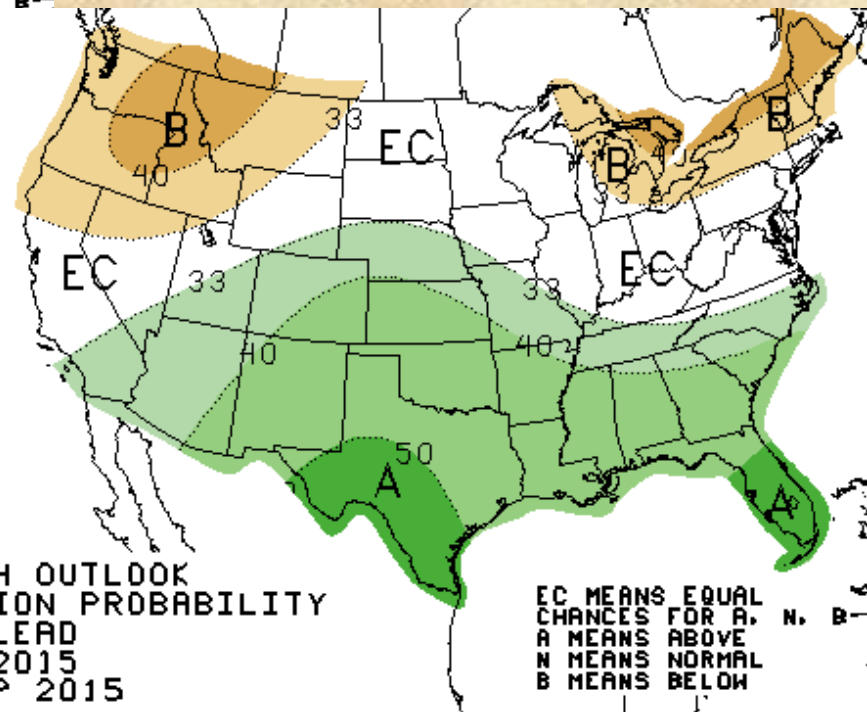 B
33
B
EC
B
B
40
EC
33
33
EC
40
40
50
A
A
H OUTLOOK
ION PROBABILITY
LEAD
2015
2015
EC MEANS EQUAL
CHANCES FOR A, N, B
A MEANS ABOVE
N MEANS NORMAL
B MEANS BELOW